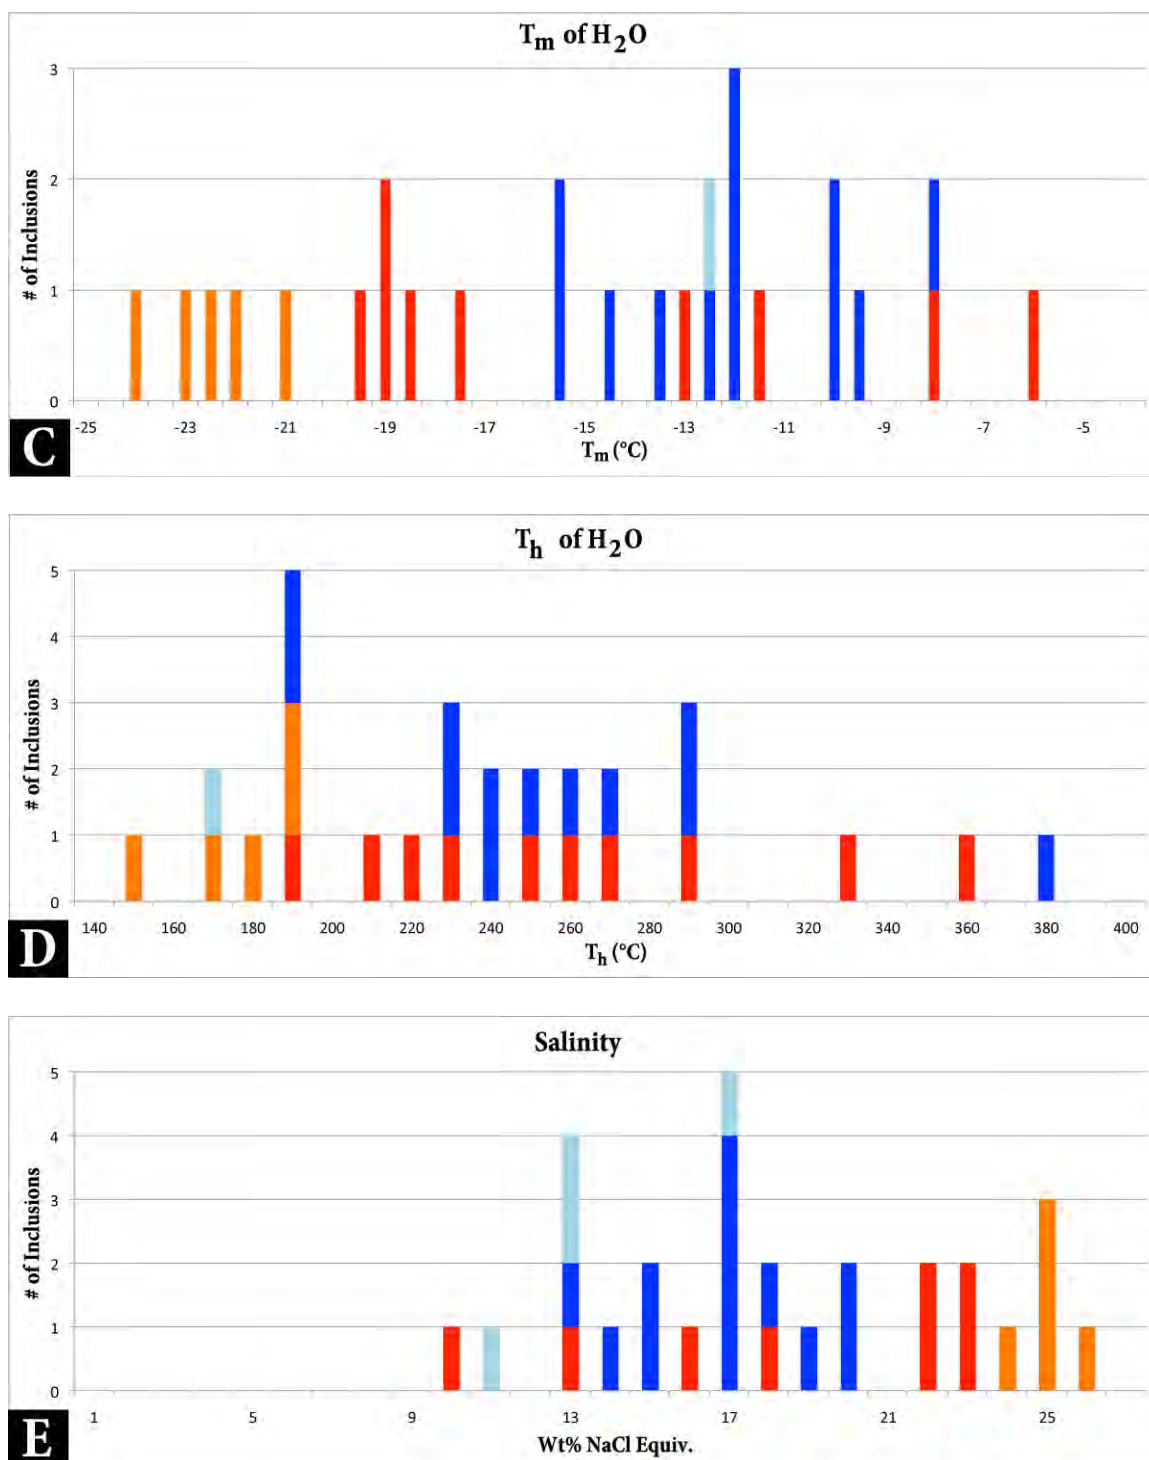 Tm of H2O
3
2
1
0
# of Inclusions
-25 -23 -21 -19 -17 -15 -13 -11 -9 -7 -5
Tm (°C)
C
Th of H2O
5
4
3
2
1
0
# of Inclusions
140 160 180 200 220 240 260 280 300 320 340 360 380 400
Th (°C)
D
Salinity
5
4
3
2
1
0
# of Inclusions
1 5 9 13 17 21 25
Wt% NaCl Equiv.
E